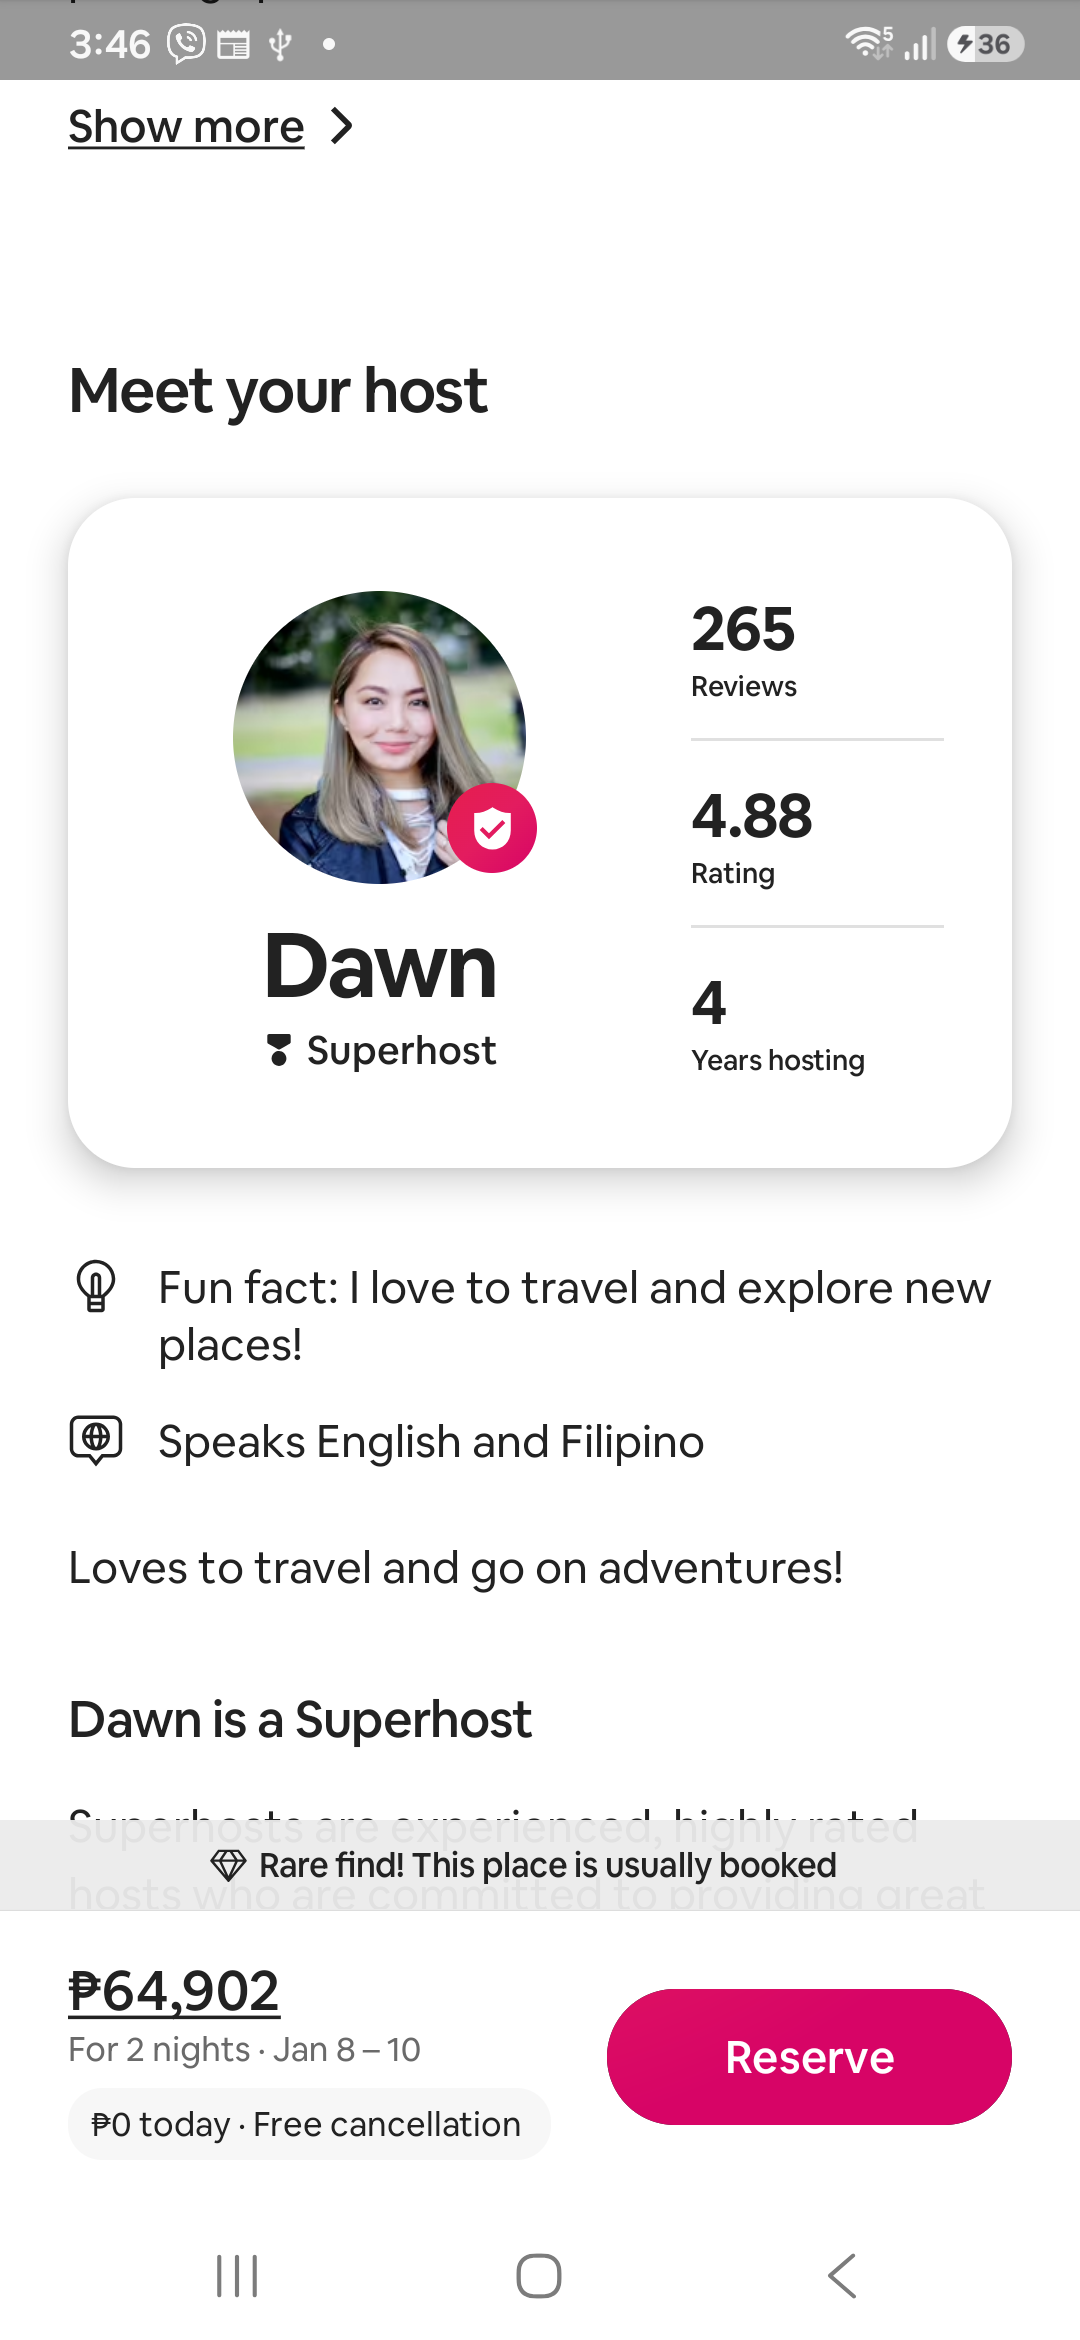 3:46
5
36
Show more
Meet your host
265
Reviews
4.88
Rating
4
Years hosting
Dawn
Superhost
Fun fact: I love to travel and explore new
places!
Speaks English and Filipino
Loves to travel and go on adventures!
Dawn is a Superhost
Superhosts are experienced, highly rated
Rare find! This place is usually booked
hosts who are committed to providing great
₱64,902
For 2 nights · Jan 8 – 10
₱0 today · Free cancellation
Reserve